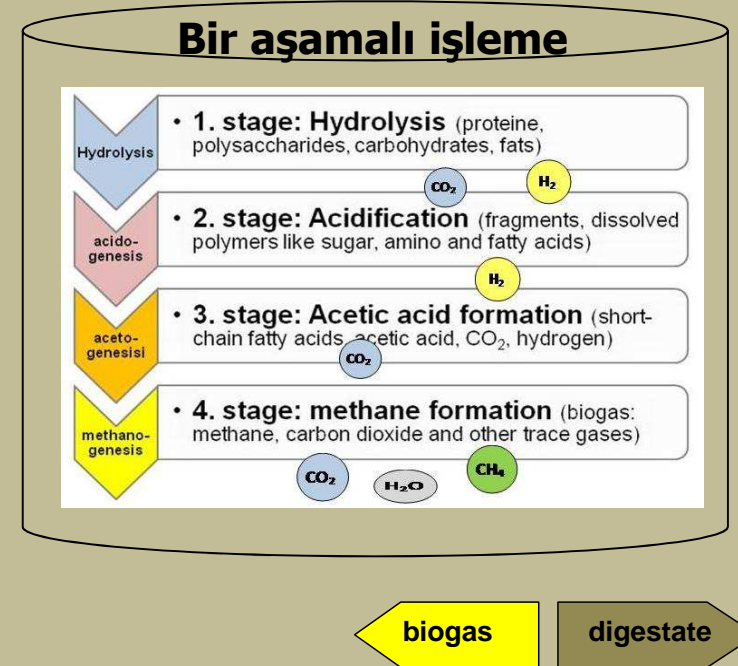 Bir aşamalı işleme
Hydrolysis
• 1. stage: Hydrolysis (proteine,
polysaccharides, carbohydrates, fats)
CO₂
H₂
acido-
genesis
• 2. stage: Acidification (fragments, dissolved
polymers like sugar, amino and fatty acids)
H₂
aceto-
genesisi
• 3. stage: Acetic acid formation (short-
chain fatty acids, acetic acid, CO₂, hydrogen)
CO₂
methano-
genesis
• 4. stage: methane formation (biogas:
methane, carbon dioxide and other trace gases)
CO₂
H₂O
CH₄
biogas
digestate